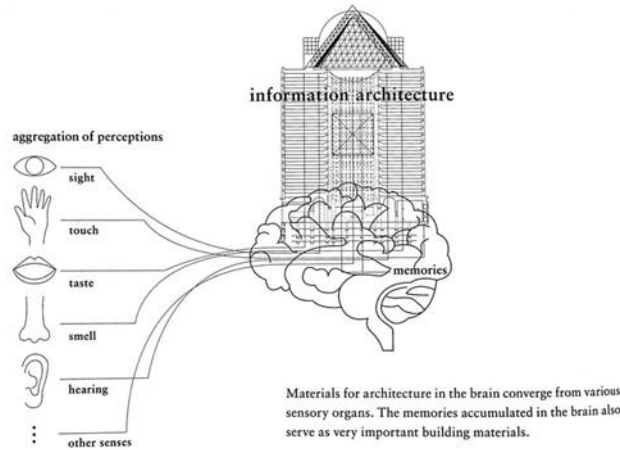 information architecture
aggregation of perceptions
sight
touch
taste
memories
smell
hearing
other senses
Materials for architecture in the brain converge from various
sensory organs. The memories accumulated in the brain also
serve as very important building materials.